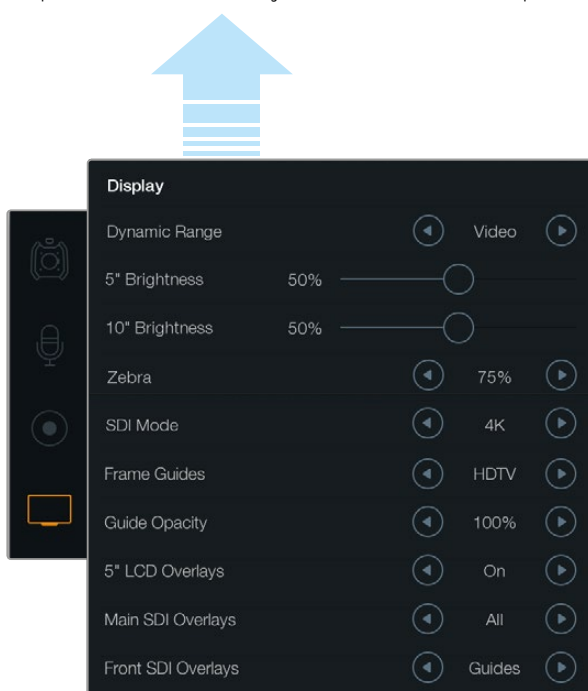 Display
Dynamic Range Video
5" Brightness 50%
10" Brightness 50%
Zebra 75%
SDI Mode 4K
Frame Guides HDTV
Guide Opacity 100%
5" LCD Overlays On
Main SDI Overlays All
Front SDI Overlays Guides